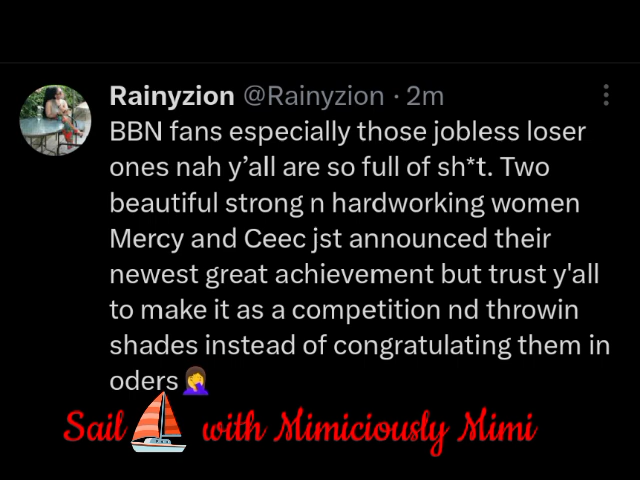 Rainyzion @Rainyzion · 2m
BBN fans especially those jobless loser
ones nah y’all are so full of sh*t. Two
beautiful strong n hardworking women
Mercy and Ceec jst announced their
newest great achievement but trust y'all
to make it as a competition nd throwin
shades instead of congratulating them in
oders🤦‍♀️
Sail⛵ with Mimiciously Mimi